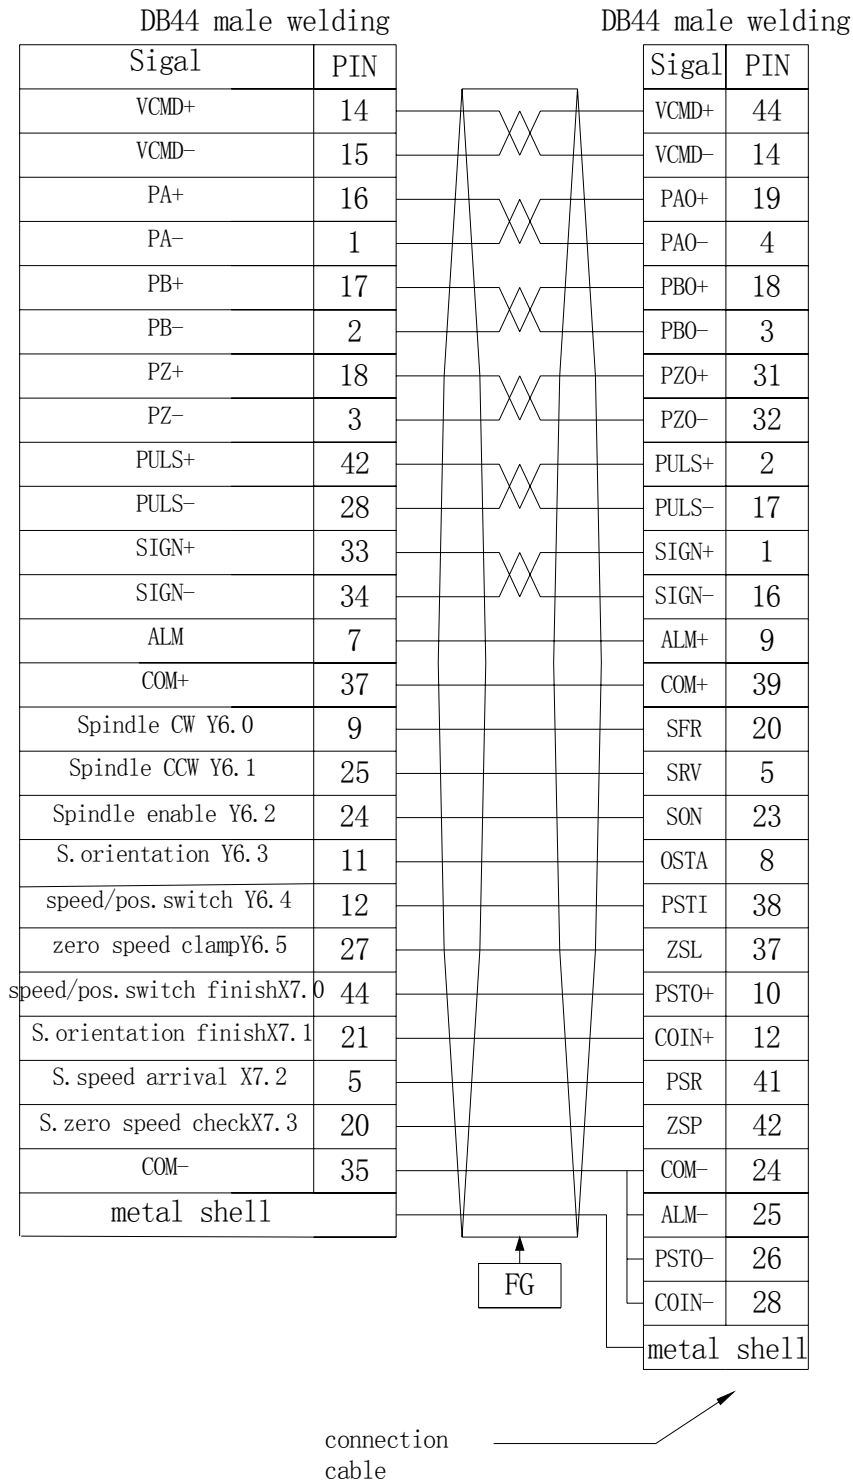 DB44 male welding DB44 male welding
Sigal PIN Sigal PIN
VCMD+ 14 VCMD+ 44
VCMD- 15 VCMD- 14
PA+ 16 PAO+ 19
PA- 1 PAO- 4
PB+ 17 PBO+ 18
PB- 2 PBO- 3
PZ+ 18 PZO+ 31
PZ- 3 PZO- 32
PULS+ 42 PULS+ 2
PULS- 28 PULS- 17
SIGN+ 33 SIGN+ 1
SIGN- 34 SIGN- 16
ALM 7 ALM+ 9
COM+ 37 COM+ 39
Spindle CW Y6.0 9 SFR 20
Spindle CCW Y6.1 25 SRV 5
Spindle enable Y6.2 24 SON 23
S.orientation Y6.3 11 OSTA 8
speed/pos.switch Y6.4 12 PSTI 38
zero speed clampY6.5 27 ZSL 37
speed/pos.switch finishX7.0 44 PSTO+ 10
S.orientation finishX7.1 21 COIN+ 12
S.speed arrival X7.2 5 PSR 41
S.zero speed checkX7.3 20 ZSP 42
COM- 35 COM- 24
metal shell ALM- 25
FG PSTO- 26
COIN- 28
metal shell
connection
cable